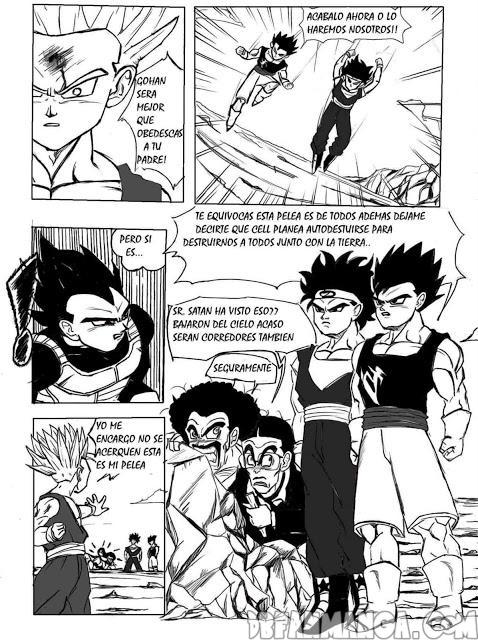 GOHAN
SERA
MEJOR
QUE
OBEDESCAS
A TU
PADRE!
ACABALO AHORA O LO
HAREMOS NOSOTROS!!
TE EQUIVOCAS ESTA PELEA ES DE TODOS ADEMAS DEJAME
DECIRTE QUE CELL PLANEA AUTODESTUIRSE PARA
DESTRUIRNOS A TODOS JUNTO CON LA TIERRA..
PERO SI
ES...
SR. SATAN HA VISTO ESO??
BAJARON DEL CIELO ACASO
SERAN CORREDORES TAMBIEN
SEGURAMENTE
YO ME
ENCARGO NO SE
ACERQUEN ESTA
ES MI PELEA